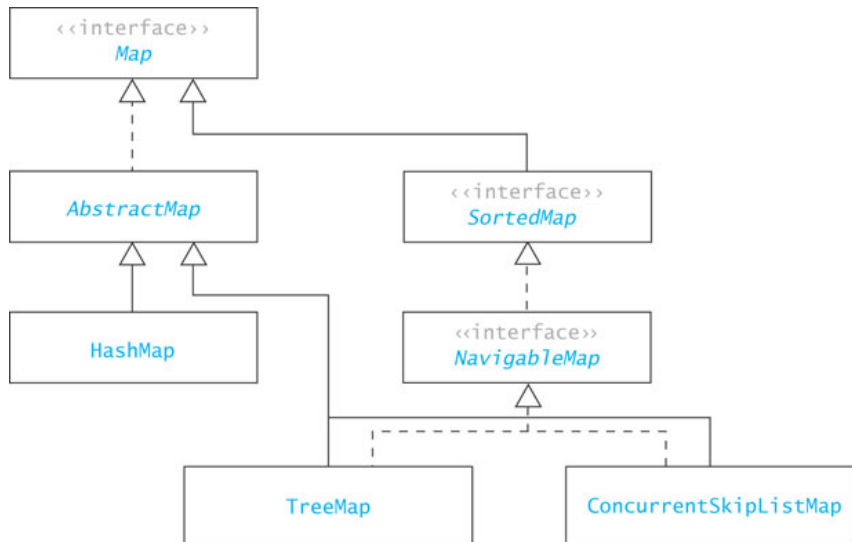 ‹‹interface››
Map
AbstractMap
‹‹interface››
SortedMap
HashMap
‹‹interface››
NavigableMap
TreeMap
ConcurrentSkipListMap